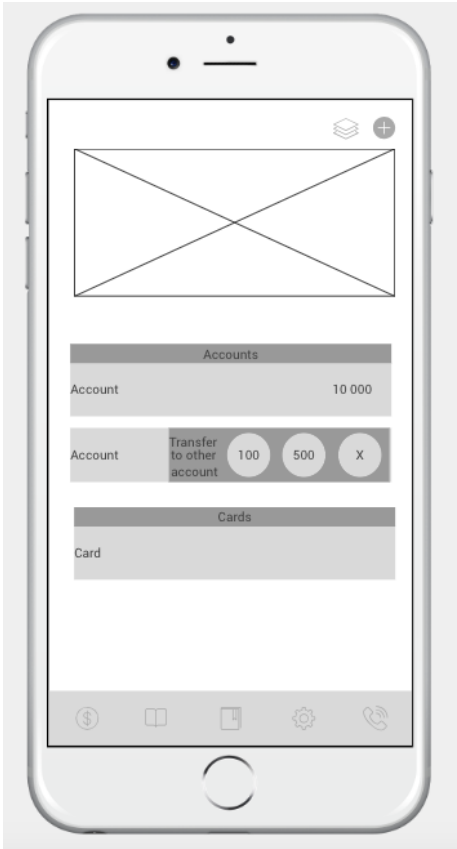 Accounts
Account 10 000
Account
Transfer
to other
account
100 500 X
Cards
Card